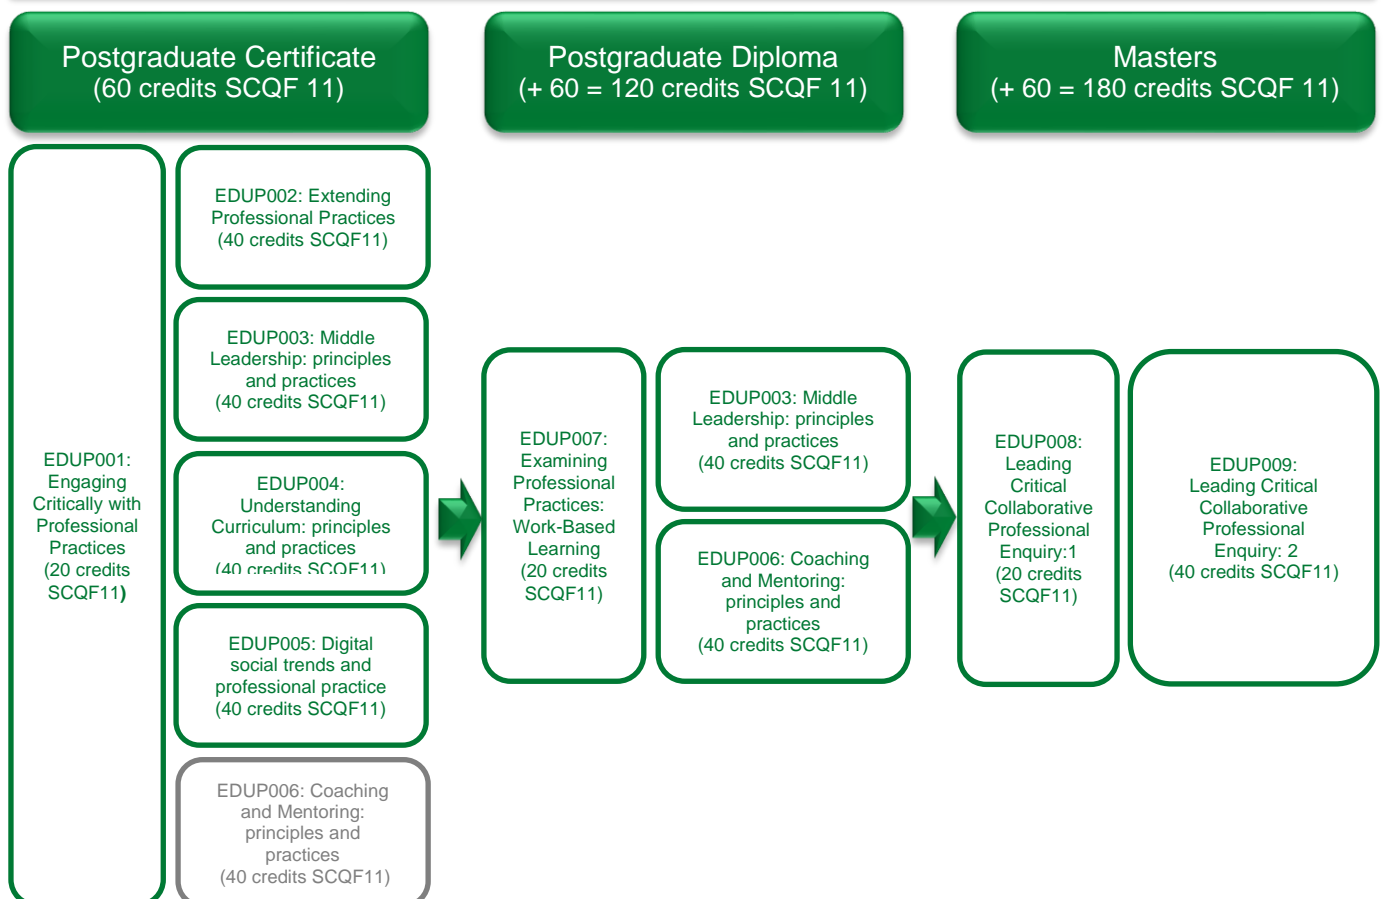 Postgraduate Certificate
(60 credits SCQF 11)
Postgraduate Diploma
(+ 60 = 120 credits SCQF 11)
Masters
(+ 60 = 180 credits SCQF 11)
EDUP001:
Engaging
Critically with
Professional
Practices
(20 credits
SCQF11)
EDUP002: Extending
Professional Practices
(40 credits SCQF11)
EDUP003: Middle
Leadership: principles
and practices
(40 credits SCQF11)
EDUP004:
Understanding
Curriculum: principles
and practices
(40 credits SCQF11)
EDUP005: Digital
social trends and
professional practice
(40 credits SCQF11)
EDUP006: Coaching
and Mentoring:
principles and
practices
(40 credits SCQF11)
EDUP007:
Examining
Professional
Practices:
Work-Based
Learning
(20 credits
SCQF11)
EDUP003: Middle
Leadership: principles
and practices
(40 credits SCQF11)
EDUP006: Coaching
and Mentoring:
principles and
practices
(40 credits SCQF11)
EDUP008:
Leading
Critical
Collaborative
Professional
Enquiry:1
(20 credits
SCQF11)
EDUP009:
Leading Critical
Collaborative
Professional
Enquiry: 2
(40 credits SCQF11)